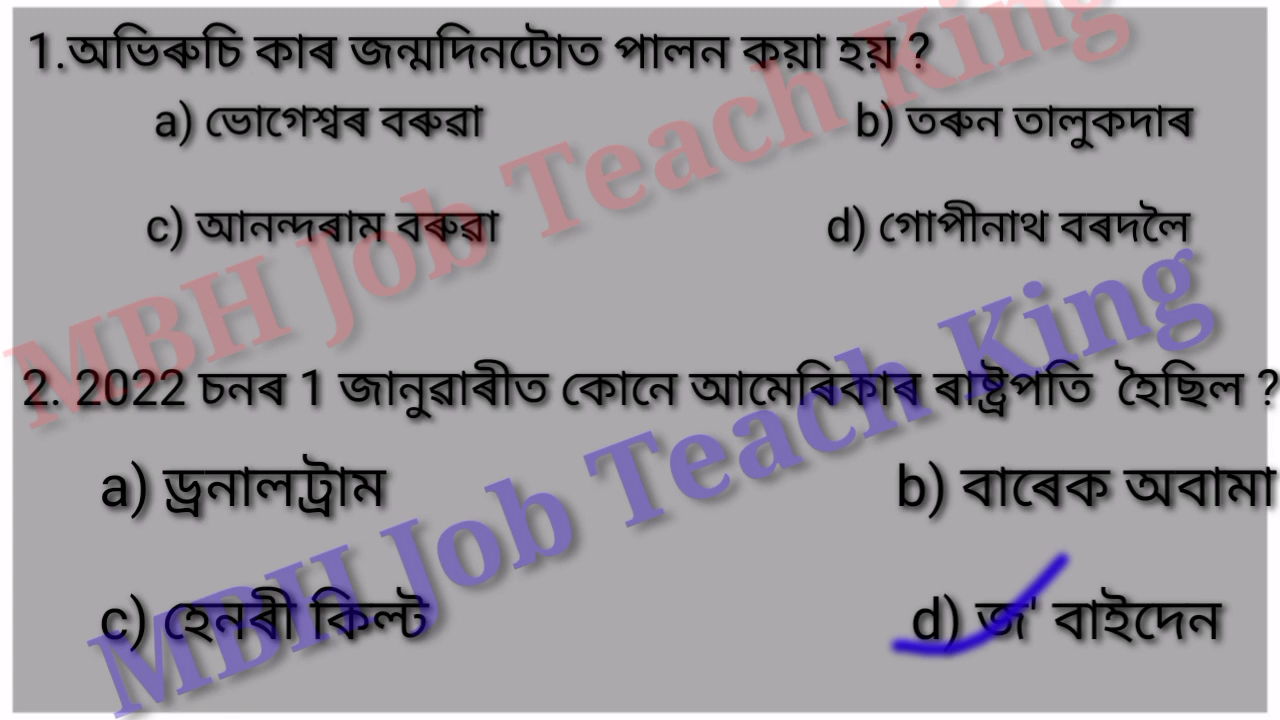 1.অভিৰুচি কাৰ জন্মদিনটোত পালন কয়া হয় ?
a) ভোগেশ্বৰ বৰুৱা
b) তৰুন তালুকদাৰ
c) আনন্দৰাম বৰুৱা
d) গোপীনাথ বৰদলৈ
2. 2022 চনৰ 1 জানুৱাৰীত কোনে আমেৰিকাৰ ৰাষ্ট্ৰপতি হৈছিল ?
a) ড্ৰনালট্ৰাম
b) বাৰেক অবামা
c) হেনৰী কিল্ট
d) জ' বাইদেন
MBH Job Teach King
MBH Job Teach King